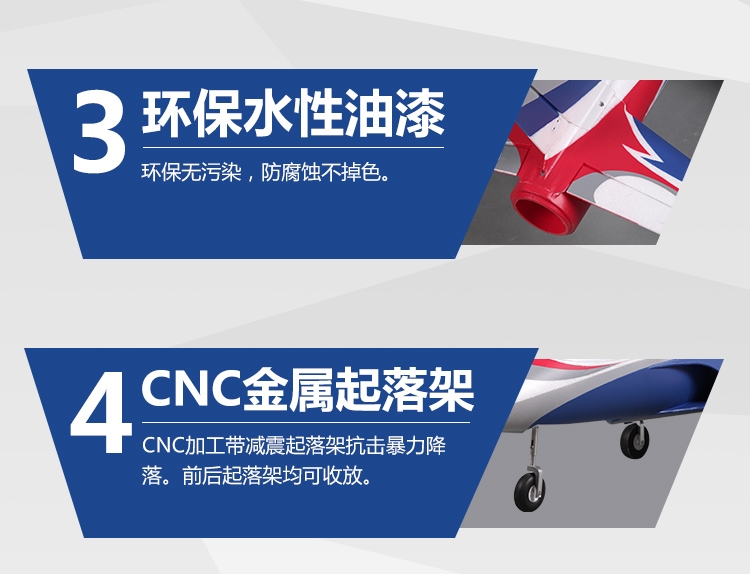 3
环保水性油漆
环保无污染，防腐蚀不掉色。
4
CNC金属起落架
CNC加工带减震起落架抗击暴力降
落。前后起落架均可收放。